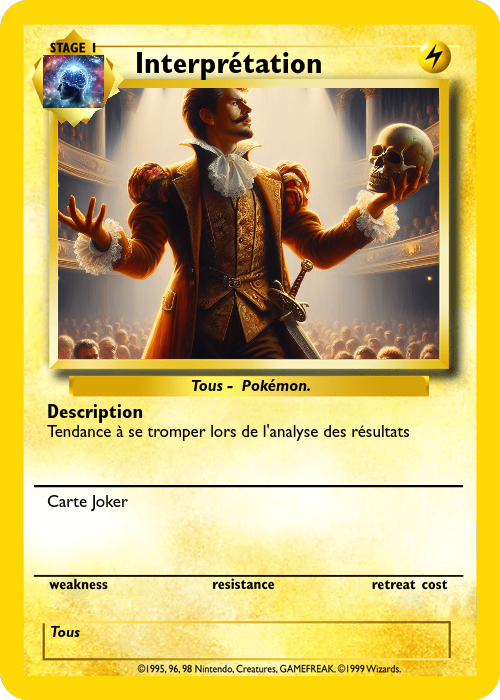 STAGE 1
Interprétation
Tous - Pokémon.
Description
Tendance à se tromper lors de l'analyse des résultats
Carte Joker
weakness resistance retreat cost
Tous
©1995, 96, 98 Nintendo, Creatures, GAMEFREAK. ©1999 Wizards.